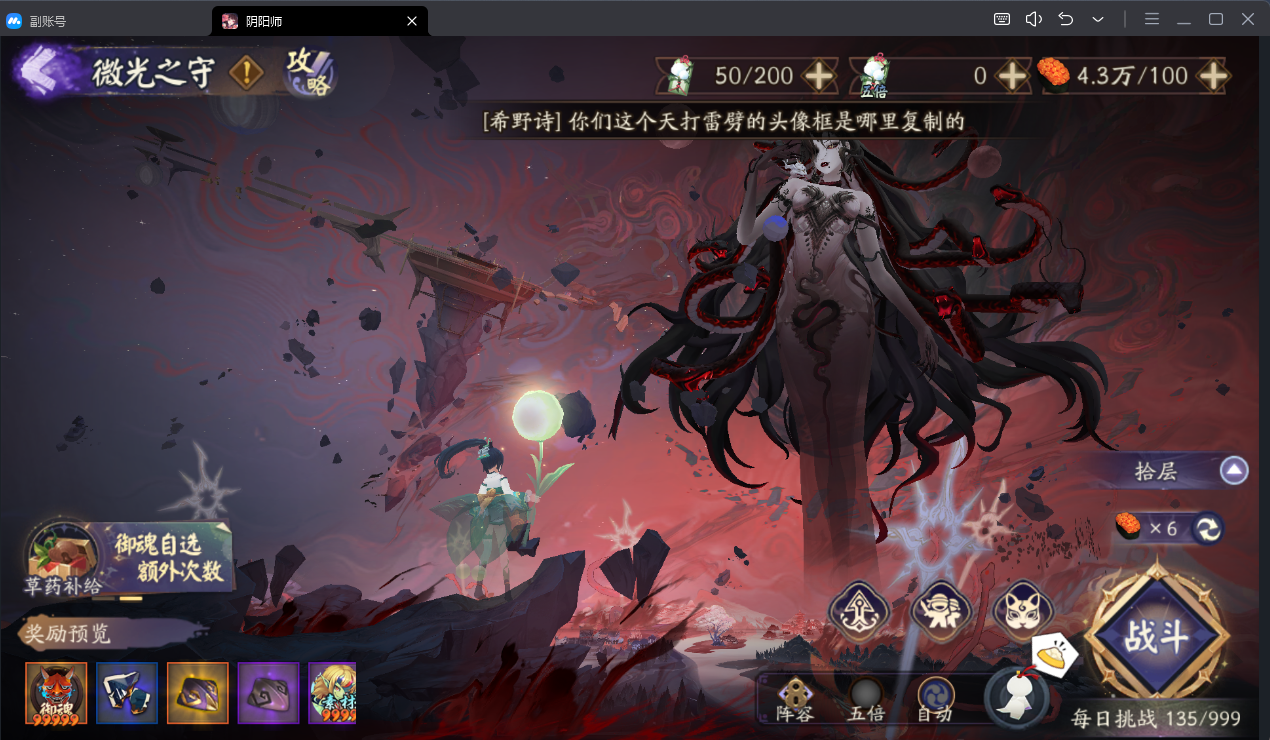 副账号
阴阳师
微光之守
攻略
50/200
五倍
0
4.3万/100
[希野诗] 你们这个天打雷劈的头像框是哪里复制的
拾层
×6
御魂自选
额外次数
草药补给
奖励预览
战斗
御魂
99999
素材
999
阵容
五倍
自动
每日挑战 135/999